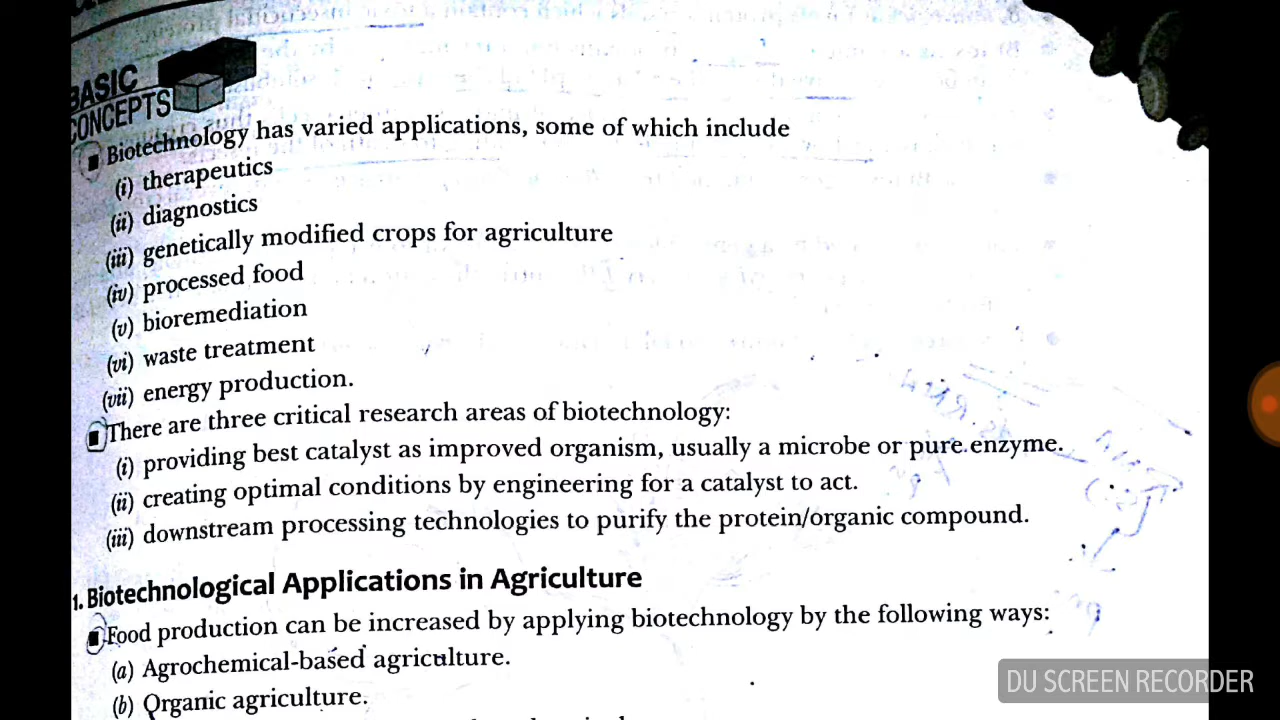 BASIC
CONCEPTS
Biotechnology has varied applications, some of which include
(i) therapeutics
(ii) diagnostics
(iii) genetically modified crops for agriculture
(iv) processed food
(v) bioremediation
(vi) waste treatment
(vii) energy production.
There are three critical research areas of biotechnology:
(i) providing best catalyst as improved organism, usually a microbe or pure enzyme.
(ii) creating optimal conditions by engineering for a catalyst to act.
(iii) downstream processing technologies to purify the protein/organic compound.
1. Biotechnological Applications in Agriculture
Food production can be increased by applying biotechnology by the following ways:
(a) Agrochemical-based agriculture.
(b) Organic agriculture.
DU SCREEN RECORDER